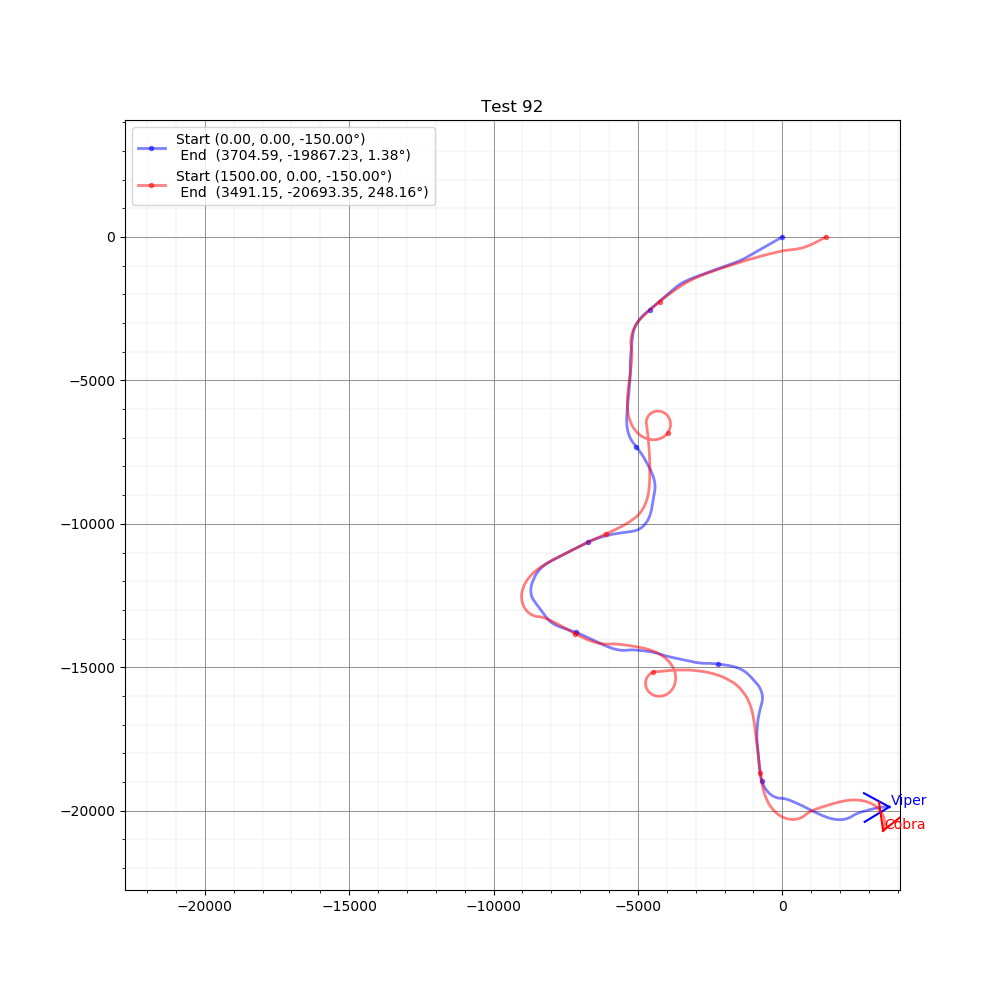 Test 92
Start (0.00, 0.00, -150.00°)
End  (3704.59, -19867.23, 1.38°)
Start (1500.00, 0.00, -150.00°)
End  (3491.15, -20693.35, 248.16°)
0
−5000
−10000
−15000
−20000
Viper
Cobra
−20000 −15000 −10000 −5000 0